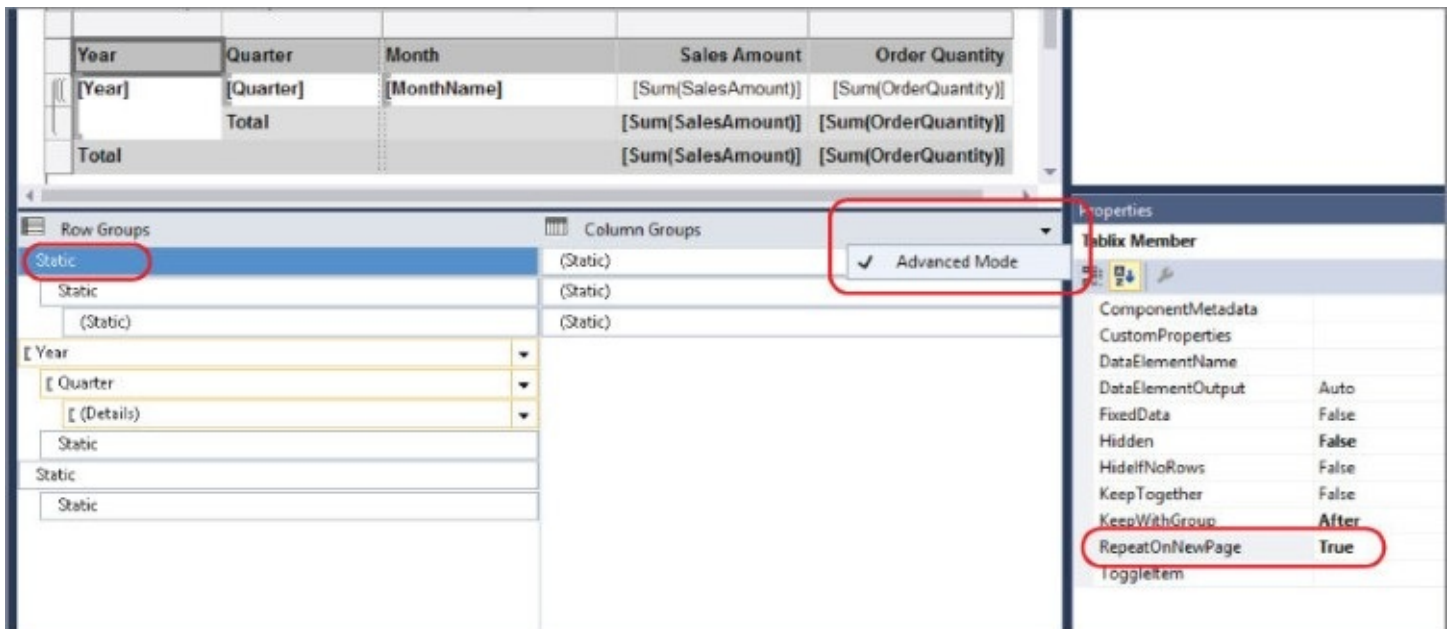 Year Quarter Month Sales Amount Order Quantity
[Year] [Quarter] [MonthName] [Sum(SalesAmount)] [Sum(OrderQuantity)]
Total [Sum(SalesAmount)] [Sum(OrderQuantity)]
Total [Sum(SalesAmount)] [Sum(OrderQuantity)]
Row Groups
Static
Static
(Static)
[ Year
[ Quarter
[ (Details)
Static
Static
Static
Column Groups
(Static)
(Static)
(Static)
✓ Advanced Mode
Properties
Tablix Member
ComponentMetadata
CustomProperties
DataElementName
DataElementOutput Auto
FixedData False
Hidden False
HideIfNoRows False
KeepTogether False
KeepWithGroup After
RepeatOnNewPage True
ToggleItem